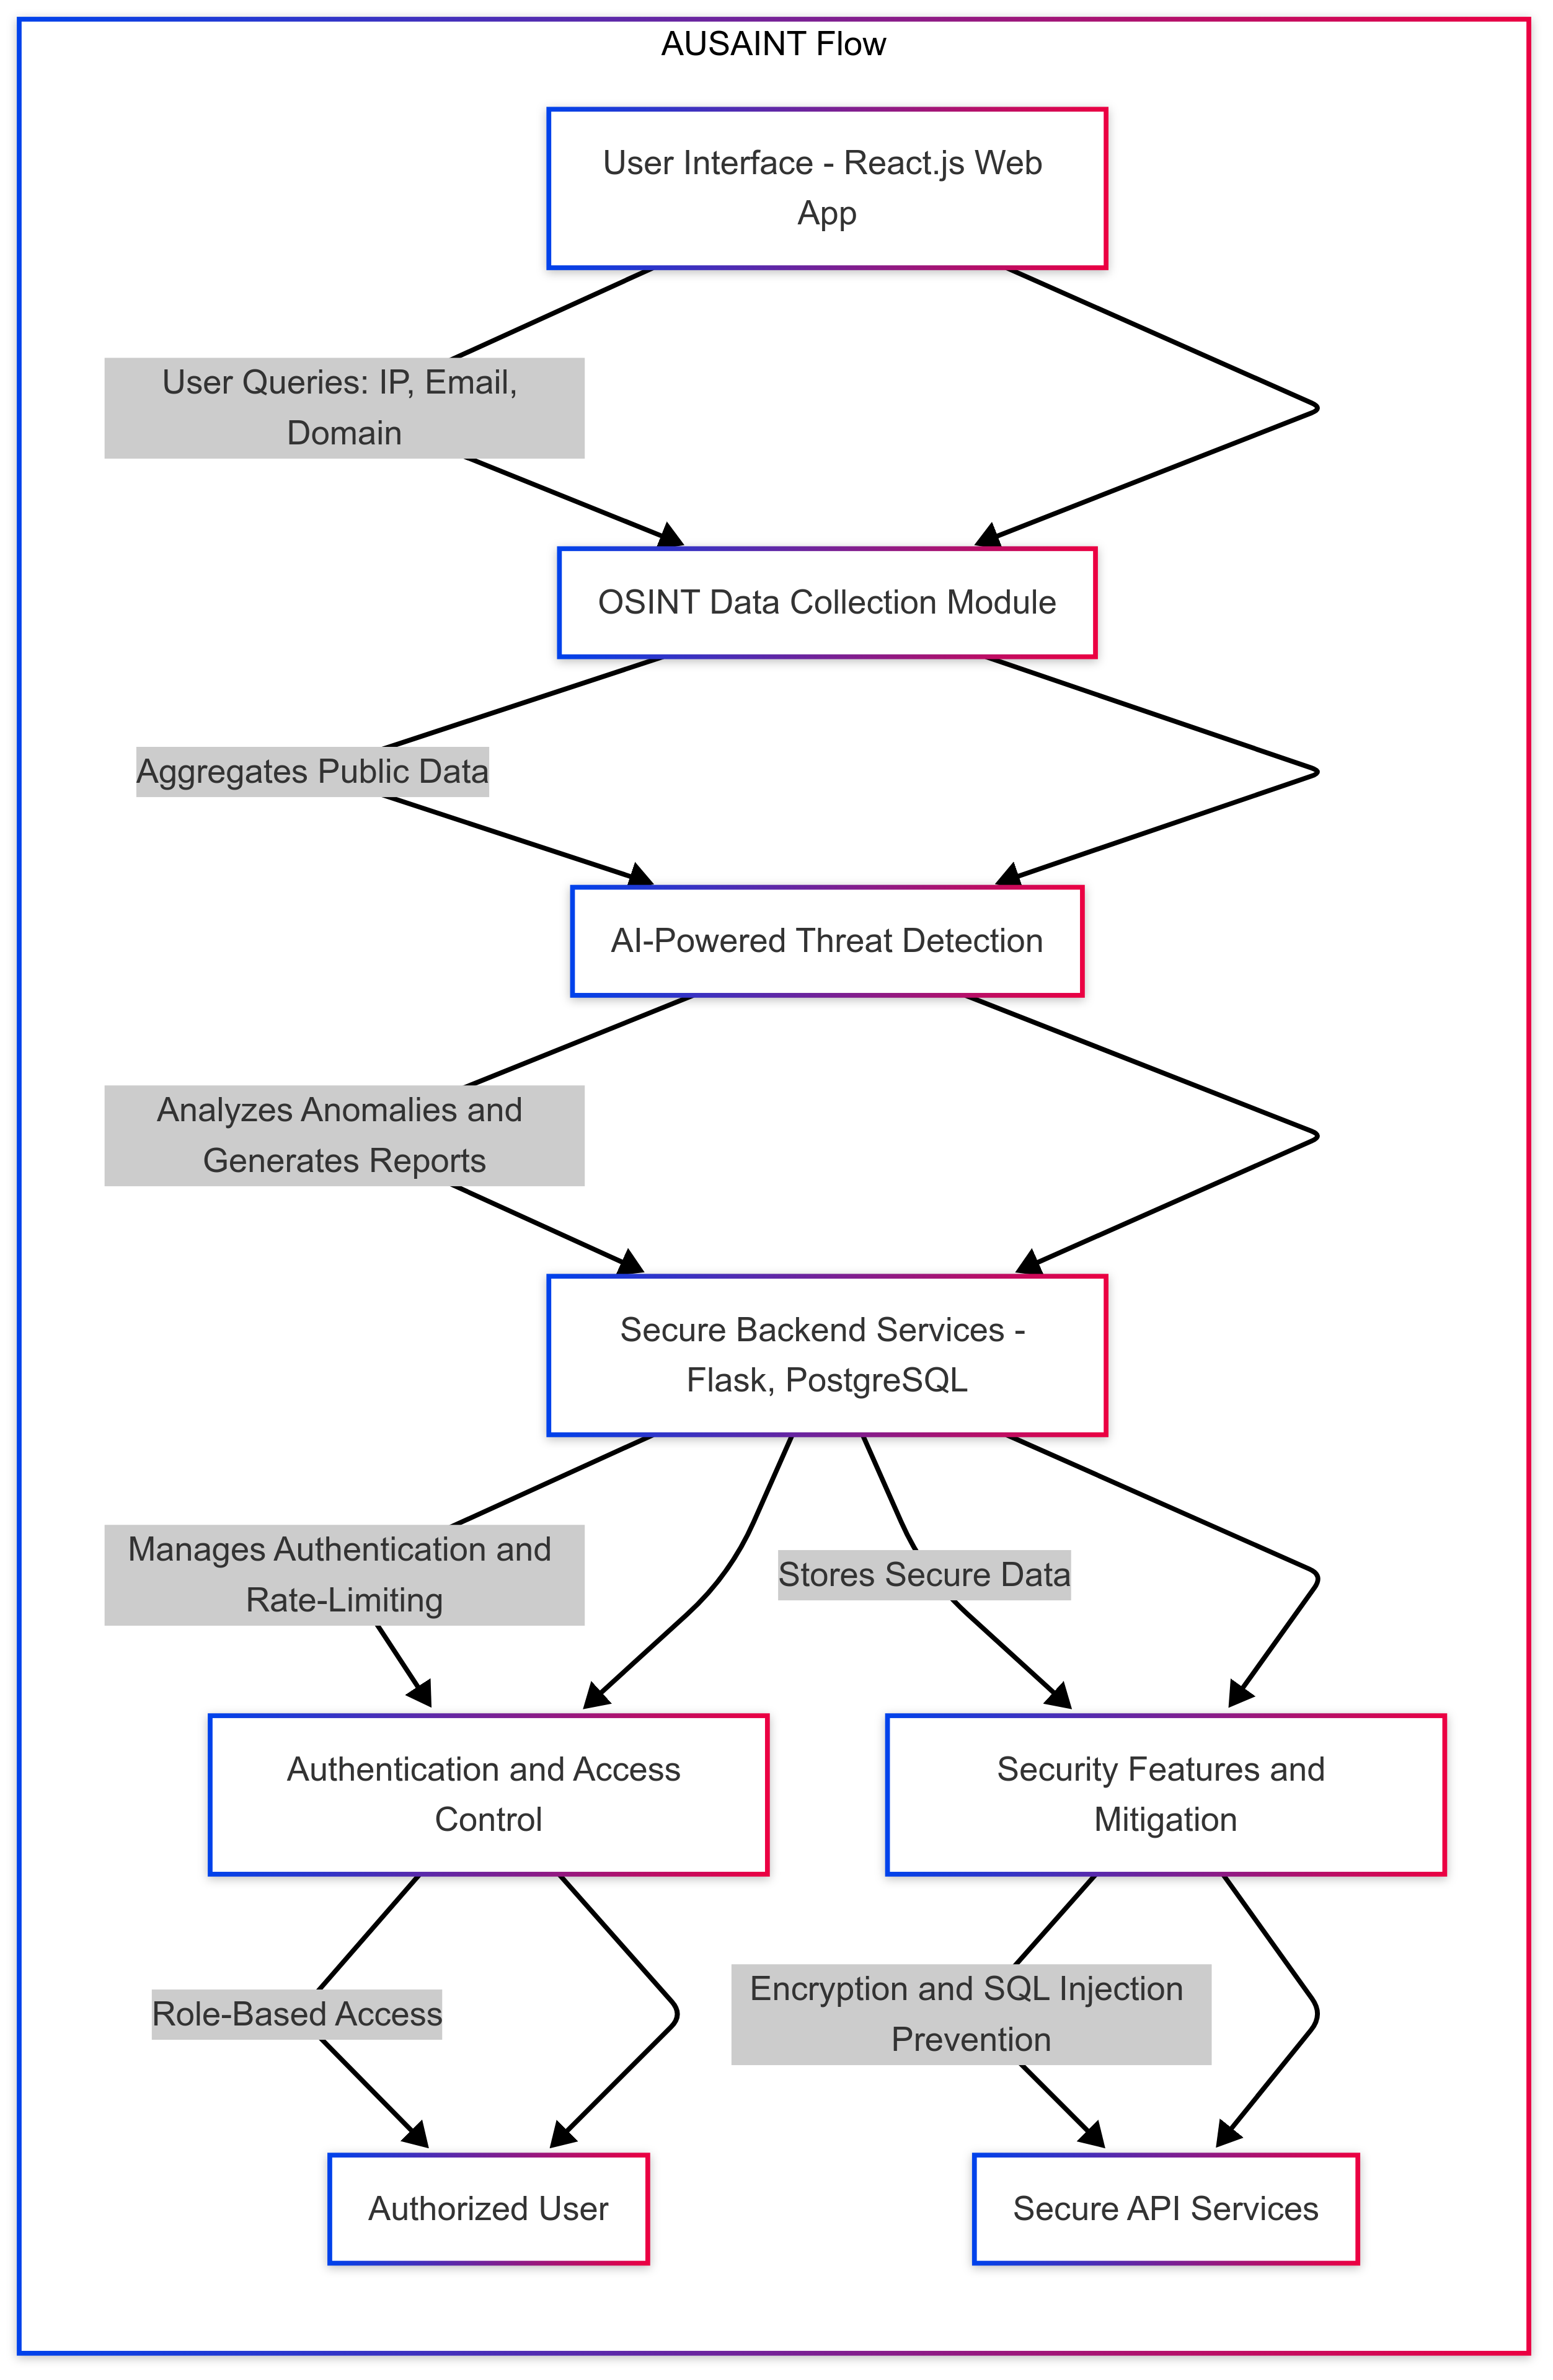 AUSAINT Flow
User Interface - React.js Web
App
User Queries: IP, Email,
Domain
OSINT Data Collection Module
Aggregates Public Data
AI-Powered Threat Detection
Analyzes Anomalies and
Generates Reports
Secure Backend Services -
Flask, PostgreSQL
Manages Authentication and
Rate-Limiting
Stores Secure Data
Authentication and Access
Control
Security Features and
Mitigation
Role-Based Access
Encryption and SQL Injection
Prevention
Authorized User
Secure API Services